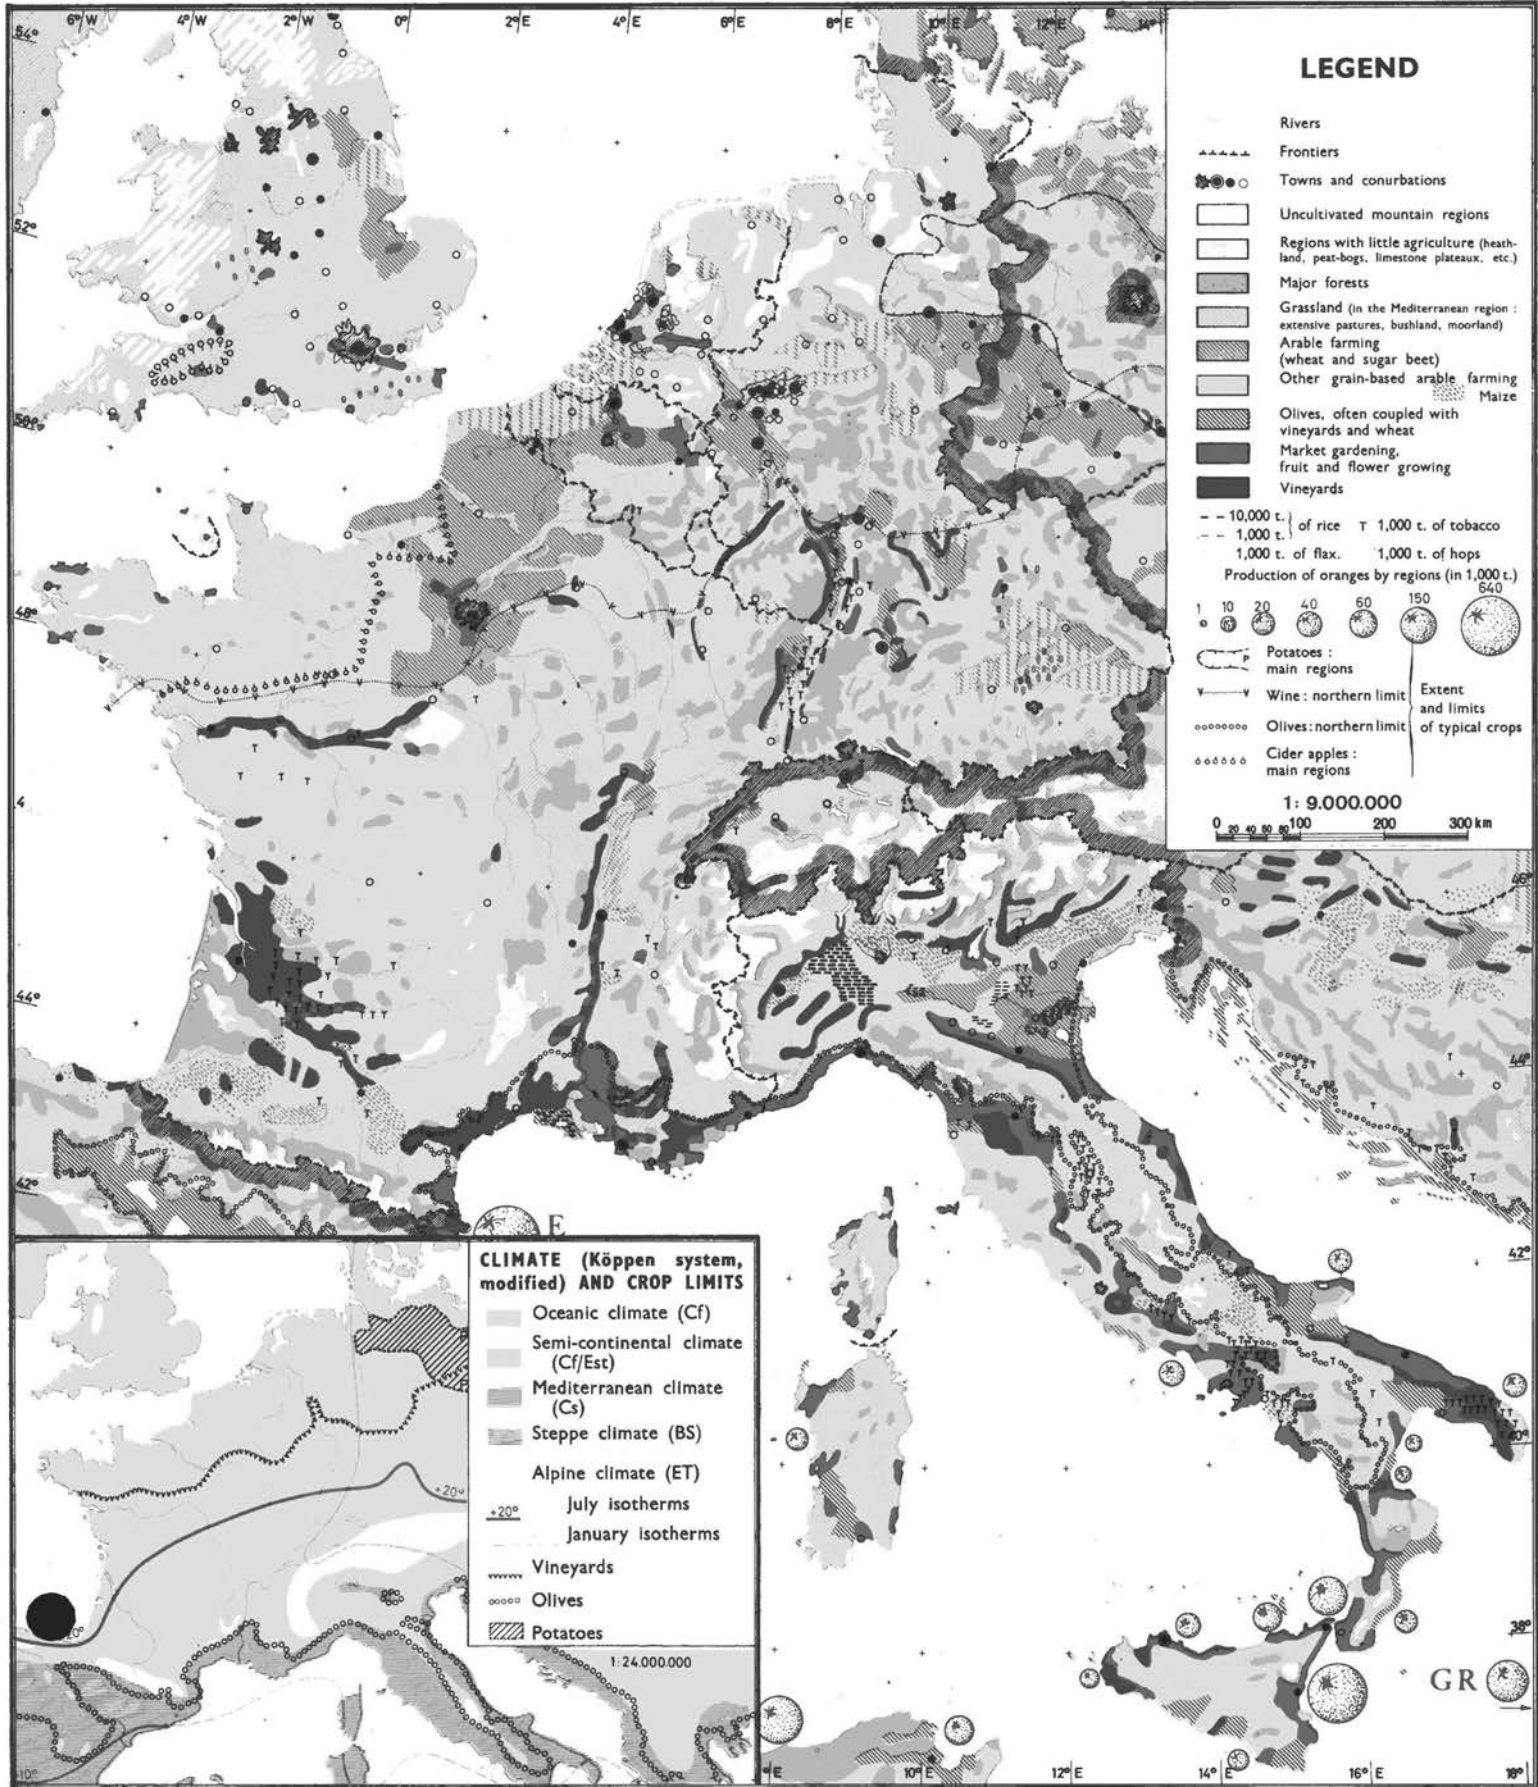 6° W
4° W
2° W
0°
2° E
4° E
6° E
8° E
10° E
12° E
14°
54°
52°
50°
48°
4
44°
42°
LEGEND
Rivers
Frontiers
Towns and conurbations
Uncultivated mountain regions
Regions with little agriculture (heath-
land, peat-bogs, limestone plateaux, etc.)
Major forests
Grassland (in the Mediterranean region :
extensive pastures, bushland, moorland)
Arable farming
(wheat and sugar beet)
Other grain-based arable farming
Maize
Olives, often coupled with
vineyards and wheat
Market gardening,
fruit and flower growing
Vineyards
10,000 t.
1,000 t.
of rice
T 1,000 t. of tobacco
1,000 t. of flax.
1,000 t. of hops
Production of oranges by regions (in 1,000 t.)
1 10 20 40 60 150 640
P
Potatoes :
main regions
V V Wine : northern limit
Olives : northern limit
Cider apples :
main regions
Extent
and limits
of typical crops
1: 9.000.000
0 20 40 60 80 100 200 300 km
46°
44°
42°
40°
38°
E
GR
CLIMATE (Köppen system,
modified) AND CROP LIMITS
Oceanic climate (Cf)
Semi-continental climate
(Cf/Est)
Mediterranean climate
(Cs)
Steppe climate (BS)
Alpine climate (ET)
+20° July isotherms
January isotherms
Vineyards
Olives
Potatoes
1:24.000.000
+20°
10° E
12° E
14° E
16° E
18°